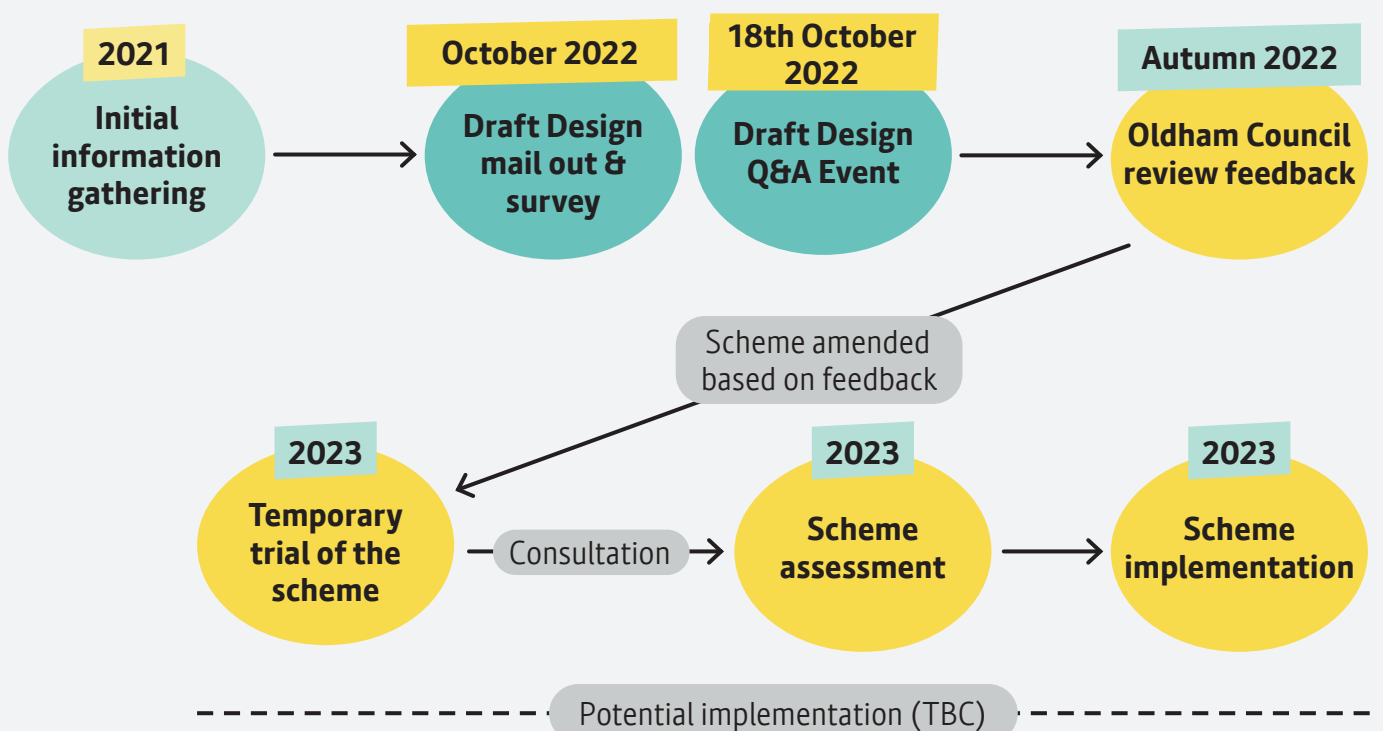 2021
Initial
information
gathering
October 2022
Draft Design
mail out &
survey
18th October
2022
Draft Design
Q&A Event
Autumn 2022
Oldham Council
review feedback
Scheme amended
based on feedback
2023
Temporary
trial of the
scheme
Consultation
2023
Scheme
assessment
2023
Scheme
implementation
Potential implementation (TBC)